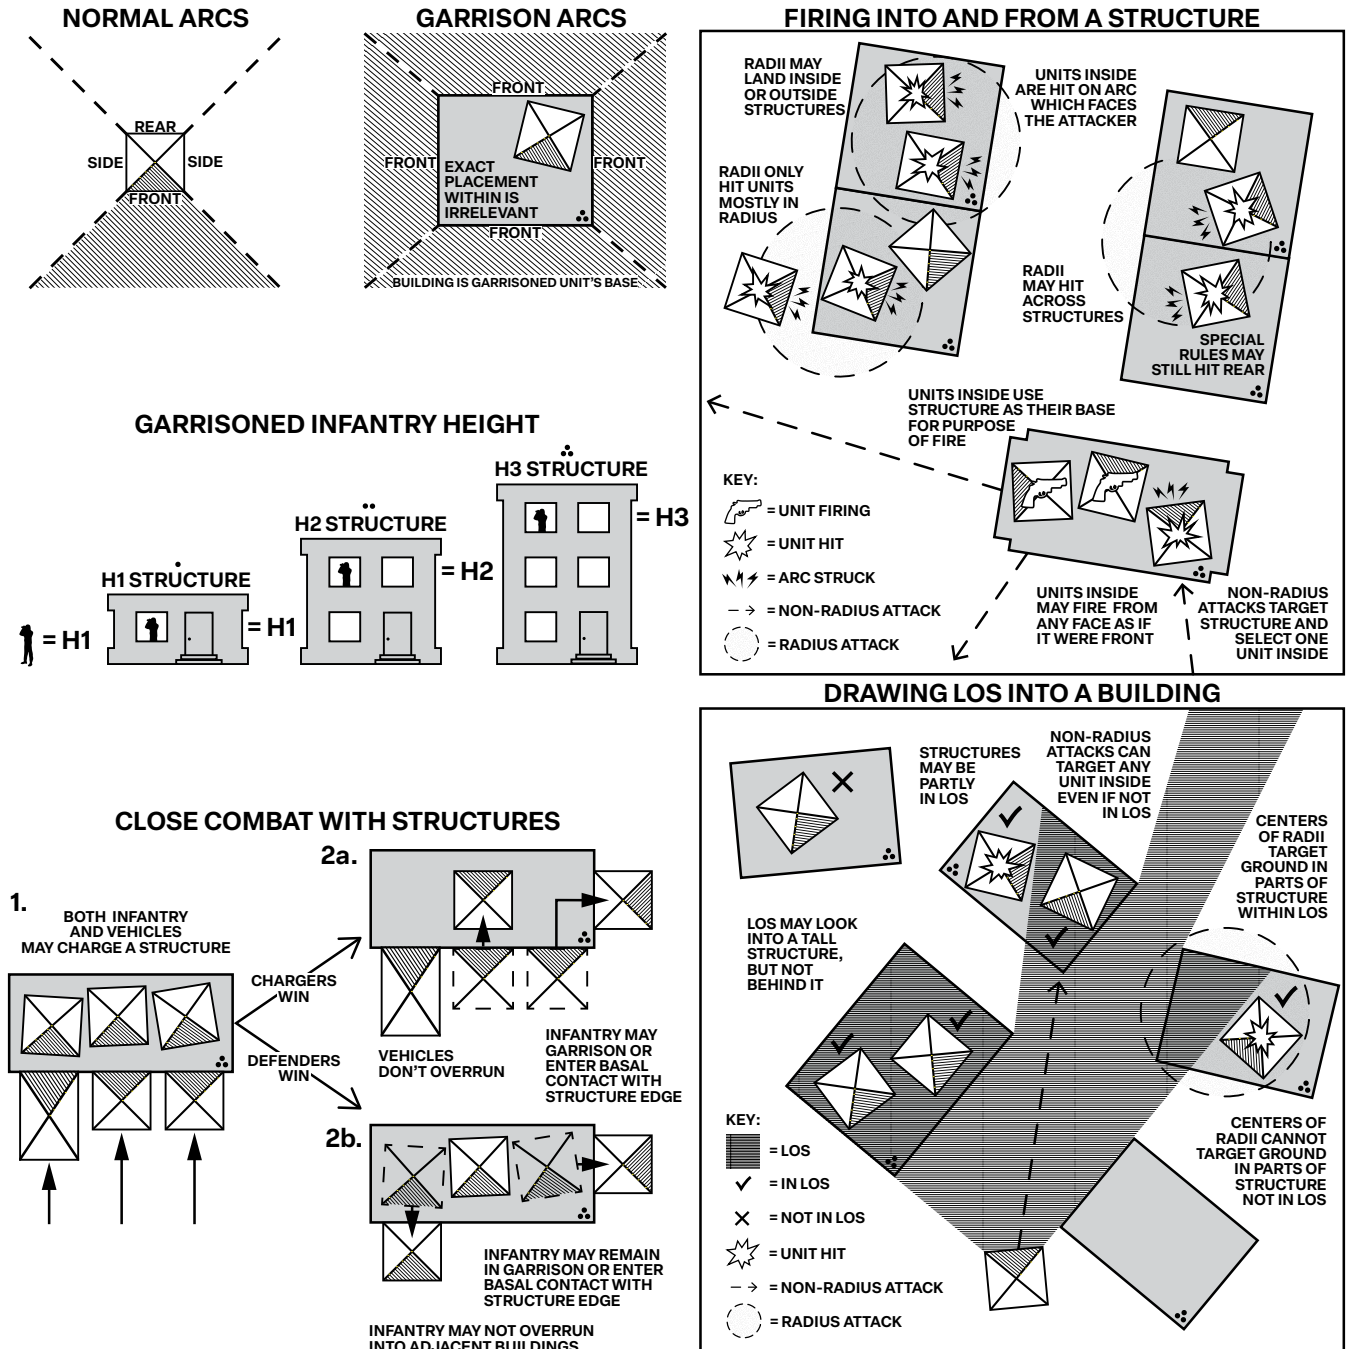 NORMAL ARCS
REAR
SIDE
SIDE
FRONT
GARRISON ARCS
FRONT
FRONT
FRONT
EXACT
PLACEMENT
WITHIN IS
IRRELEVANT
FRONT
BUILDING IS GARRISONED UNIT'S BASE
GARRISONED INFANTRY HEIGHT
= H1
H1 STRUCTURE
= H1
H2 STRUCTURE
= H2
H3 STRUCTURE
= H3
CLOSE COMBAT WITH STRUCTURES
1.
BOTH INFANTRY
AND VEHICLES
MAY CHARGE A STRUCTURE
CHARGERS
WIN
DEFENDERS
WIN
2a.
VEHICLES
DON'T OVERRUN
INFANTRY MAY
GARRISON OR
ENTER BASAL
CONTACT WITH
STRUCTURE EDGE
2b.
INFANTRY MAY REMAIN
IN GARRISON OR ENTER
BASAL CONTACT WITH
STRUCTURE EDGE
INFANTRY MAY NOT OVERRUN
INTO ADJACENT BUILDINGS
FIRING INTO AND FROM A STRUCTURE
RADII MAY
LAND INSIDE
OR OUTSIDE
STRUCTURES
UNITS INSIDE
ARE HIT ON ARC
WHICH FACES
THE ATTACKER
RADII ONLY
HIT UNITS
MOSTLY IN
RADIUS
RADII
MAY HIT
ACROSS
STRUCTURES
SPECIAL
RULES MAY
STILL HIT REAR
UNITS INSIDE USE
STRUCTURE AS THEIR BASE
FOR PURPOSE
OF FIRE
KEY:
= UNIT FIRING
= UNIT HIT
= ARC STRUCK
= NON-RADIUS ATTACK
= RADIUS ATTACK
UNITS INSIDE
MAY FIRE FROM
ANY FACE AS IF
IT WERE FRONT
NON-RADIUS
ATTACKS TARGET
STRUCTURE AND
SELECT ONE
UNIT INSIDE
DRAWING LOS INTO A BUILDING
STRUCTURES
MAY BE
PARTLY
IN LOS
NON-RADIUS
ATTACKS CAN
TARGET ANY
UNIT INSIDE
EVEN IF NOT
IN LOS
CENTERS
OF RADII
TARGET
GROUND IN
PARTS OF
STRUCTURE
WITHIN LOS
LOS MAY LOOK
INTO A TALL
STRUCTURE,
BUT NOT
BEHIND IT
KEY:
= LOS
= IN LOS
= NOT IN LOS
= UNIT HIT
= NON-RADIUS ATTACK
= RADIUS ATTACK
CENTERS OF
RADII CANNOT
TARGET GROUND
IN PARTS OF
STRUCTURE
NOT IN LOS